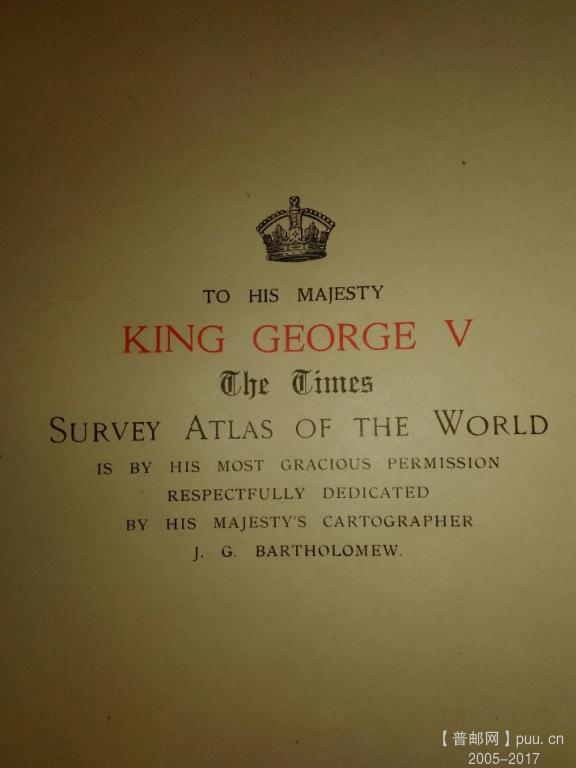 TO HIS MAJESTY
KING GEORGE V
The Times
SURVEY ATLAS OF THE WORLD
IS BY HIS MOST GRACIOUS PERMISSION
RESPECTFULLY DEDICATED
BY HIS MAJESTY'S CARTOGRAPHER
J. G. BARTHOLOMEW.
【普邮网】puu.cn
2005-2017